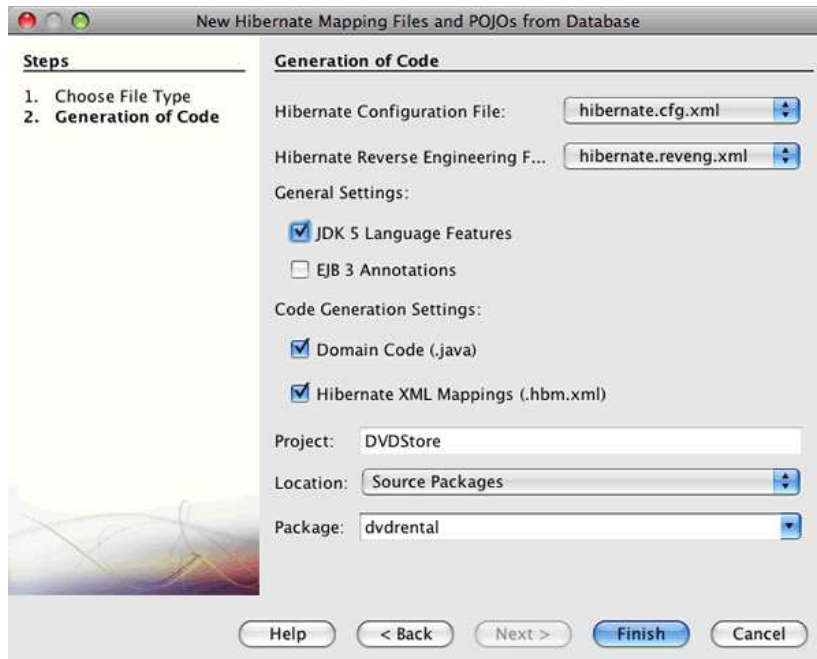 New Hibernate Mapping Files and POJOs from Database
Steps
1. Choose File Type
2. Generation of Code
Generation of Code
Hibernate Configuration File: hibernate.cfg.xml
Hibernate Reverse Engineering F... hibernate.reveng.xml
General Settings:
JDK 5 Language Features
EJB 3 Annotations
Code Generation Settings:
Domain Code (.java)
Hibernate XML Mappings (.hbm.xml)
Project: DVDStore
Location: Source Packages
Package: dvdrental
Help < Back Next > Finish Cancel